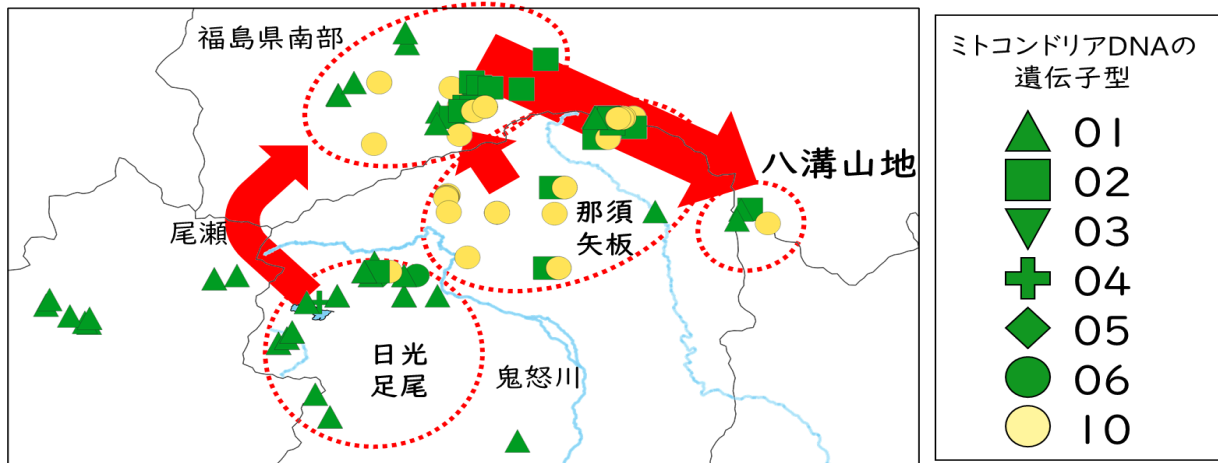 福島県南部
八溝山地
尾瀬
那須
矢板
日光
足尾
鬼怒川
ミトコンドリアDNAの
遺伝子型
01
02
03
04
05
06
10